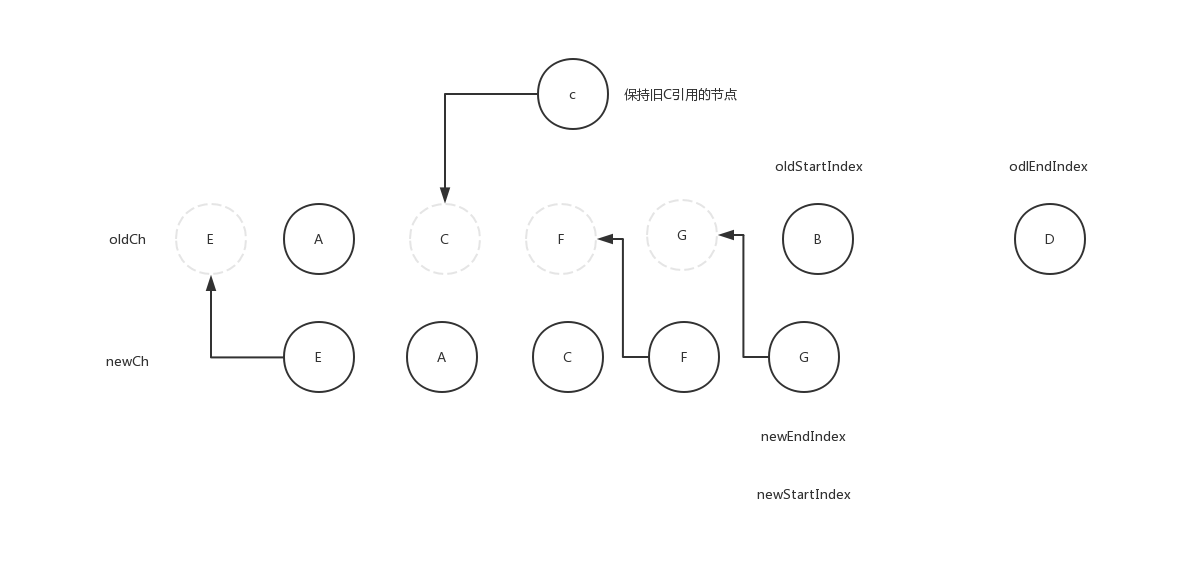 c
保持旧C引用的节点
oldStartIndex
odlEndIndex
oldCh
E
A
C
F
G
B
D
newCh
E
A
C
F
G
newEndIndex
newStartIndex